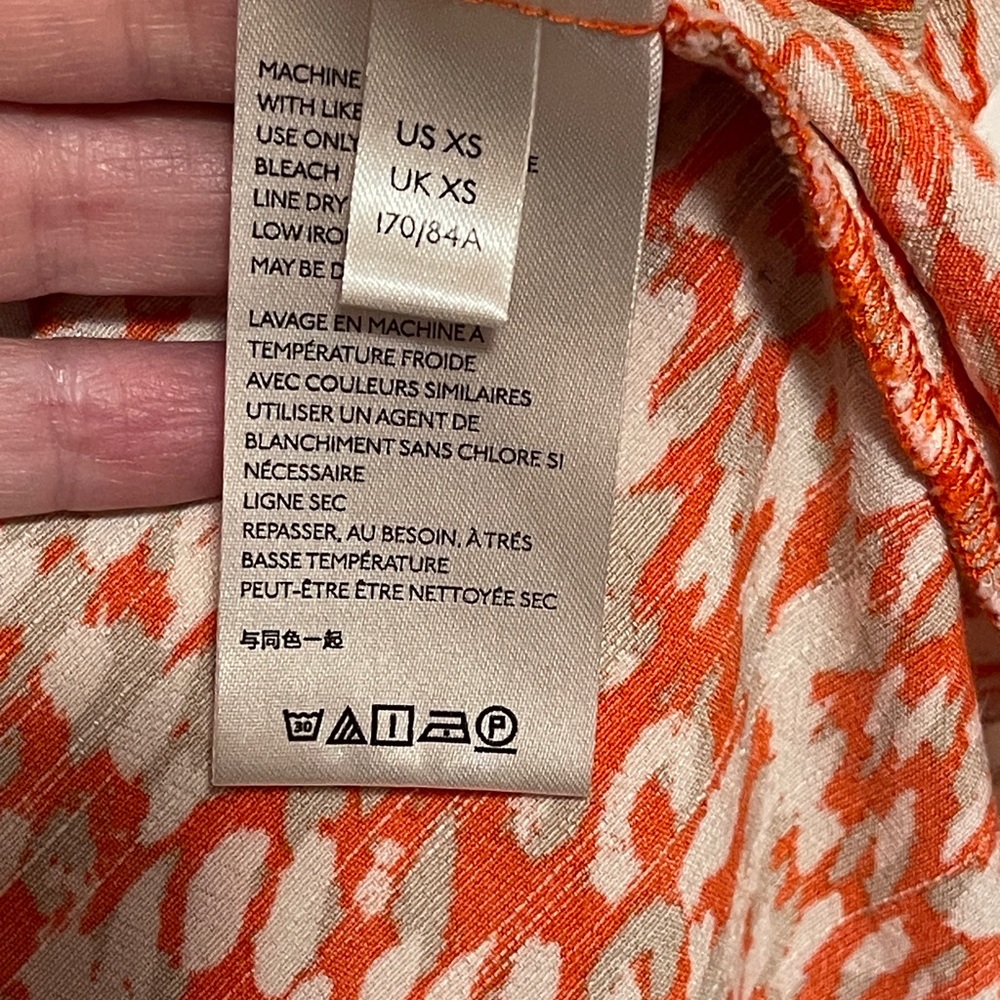 MACHINE
WITH LIKE
USE ONLY
BLEACH
LINE DRY
LOW IRO
MAY BE D
US XS
UK XS
170/84A
LAVAGE EN MACHINE A
TEMPÉRATURE FROIDE
AVEC COULEURS SIMILAIRES
UTILISER UN AGENT DE
BLANCHIMENT SANS CHLORE SI
NÉCESSAIRE
LIGNE SEC
REPASSER, AU BESOIN, À TRÉS
BASSE TEMPÉRATURE
PEUT-ÊTRE ÊTRE NETTOYÉE SEC
与同色一起
30 P